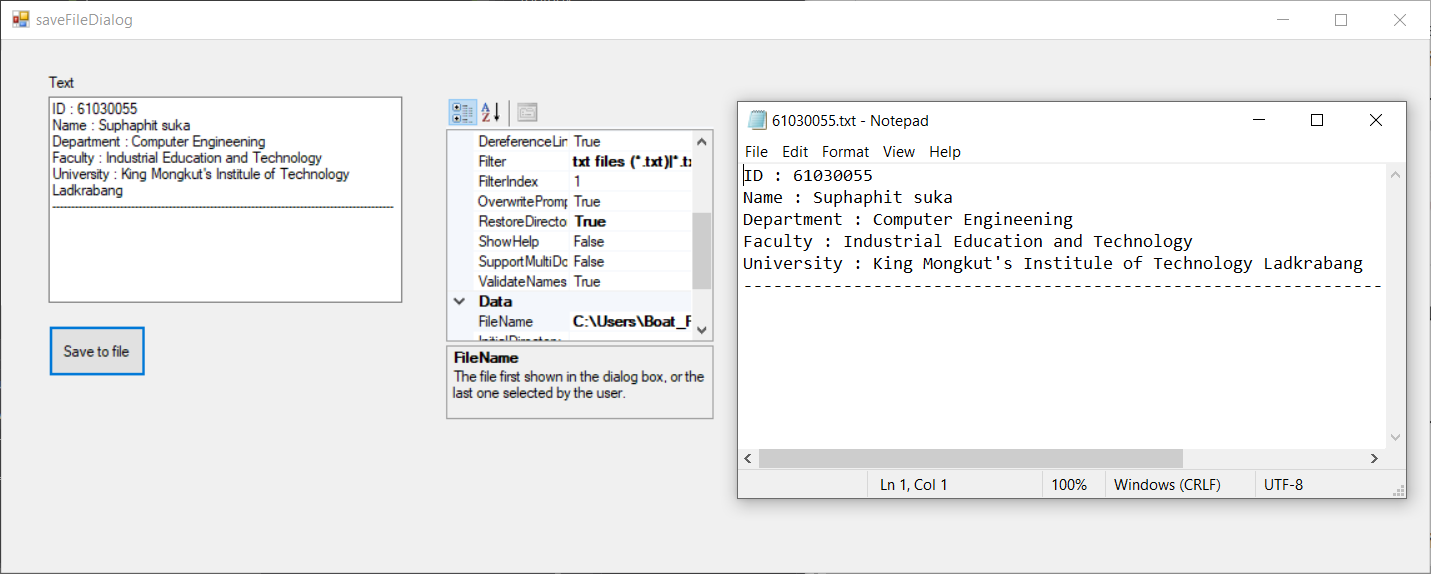 saveFileDialog
Text
ID : 61030055
Name : Suphaphit suka
Department : Computer Engineening
Faculty : Industrial Education and Technology
University : King Mongkut's Institule of Technology
Ladkrabang
--------------------------------------------------------------------------------
Save to file
DereferenceLin True
Filter txt files (*.txt)|*.tx
FilterIndex 1
OverwritePromp True
RestoreDirecto True
ShowHelp False
SupportMultiDo False
ValidateNames True
Data
FileName C:\Users\Boat_F
InitialDirectory
FileName
The file first shown in the dialog box, or the
last one selected by the user.
61030055.txt - Notepad
File Edit Format View Help
ID : 61030055
Name : Suphaphit suka
Department : Computer Engineening
Faculty : Industrial Education and Technology
University : King Mongkut's Institule of Technology Ladkrabang
----------------------------------------------------------------
Ln 1, Col 1 100% Windows (CRLF) UTF-8